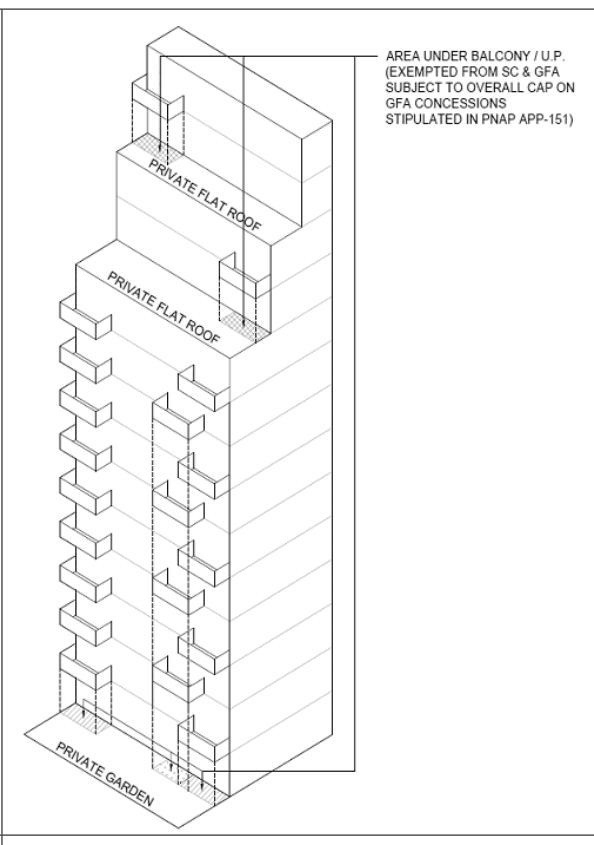 AREA UNDER BALCONY / U.P.
(EXEMPTED FROM SC & GFA
SUBJECT TO OVERALL CAP ON
GFA CONCESSIONS
STIPULATED IN PNAP APP-151)
PRIVATE FLAT ROOF
PRIVATE FLAT ROOF
PRIVATE GARDEN